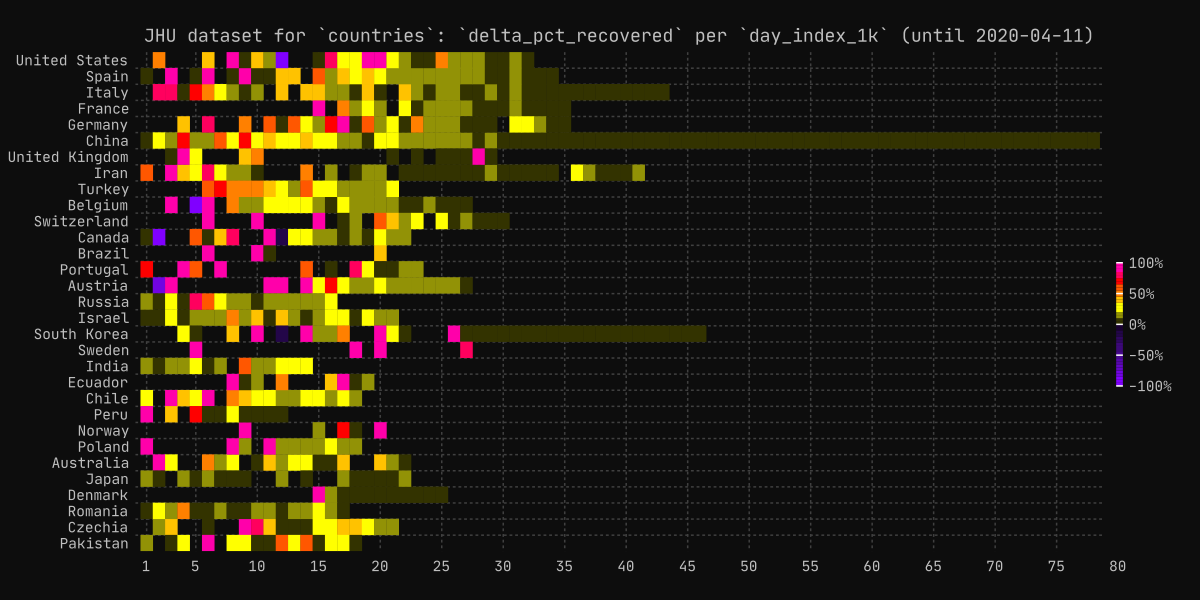 JHU dataset for `countries`: `delta_pct_recovered` per `day_index_1k` (until 2020-04-11)
United States
Spain
Italy
France
Germany
China
United Kingdom
Iran
Turkey
Belgium
Switzerland
Canada
Brazil
Portugal
Austria
Russia
Israel
South Korea
Sweden
India
Ecuador
Chile
Peru
Norway
Poland
Australia
Japan
Denmark
Romania
Czechia
Pakistan
100%
50%
0%
-50%
-100%
1 5 10 15 20 25 30 35 40 45 50 55 60 65 70 75 80